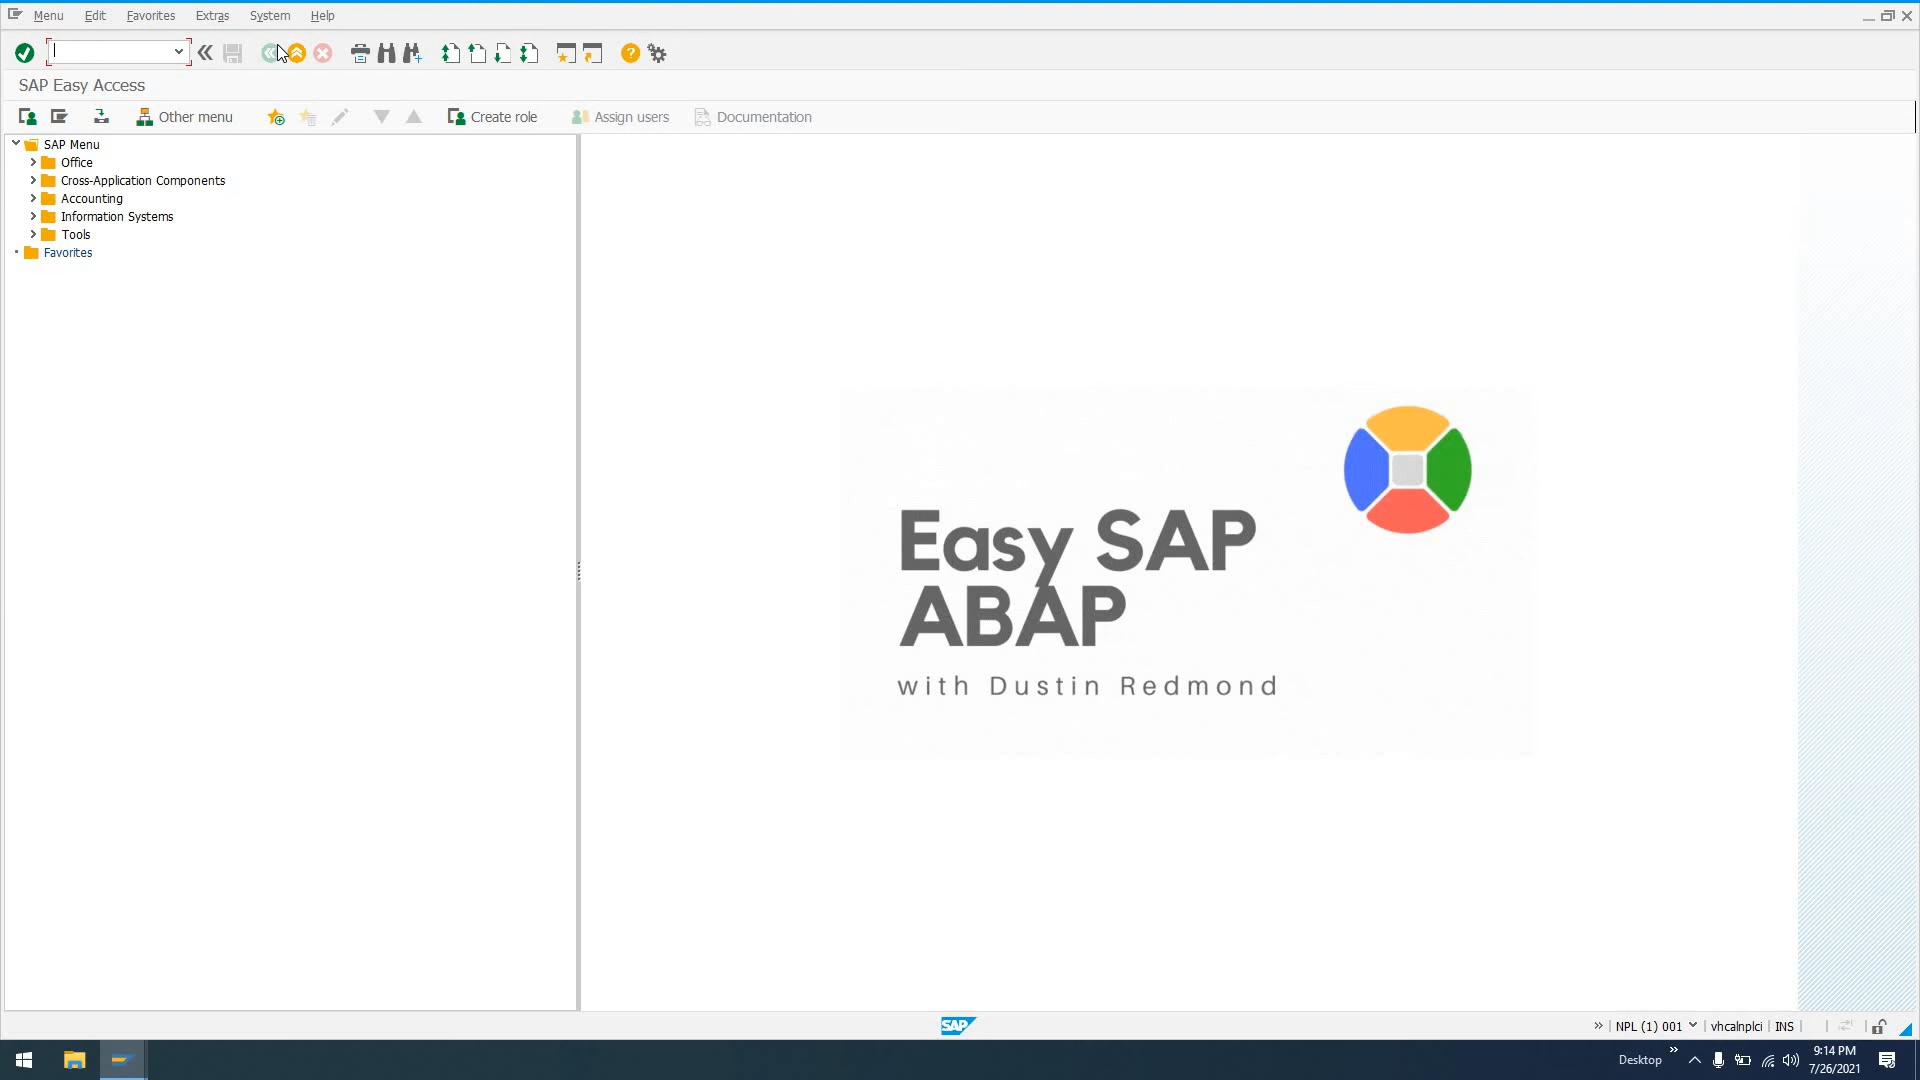 Menu Edit Favorites Extras System Help
SAP Easy Access
Other menu Create role Assign users Documentation
SAP Menu
Office
Cross-Application Components
Accounting
Information Systems
Tools
Favorites
Easy SAP
ABAP
with Dustin Redmond
SAP
NPL (1) 001 vhcalnplci INS
Desktop
9:14 PM
7/26/2021